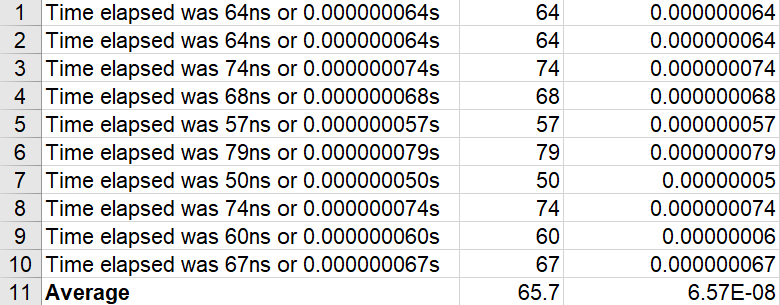 1 Time elapsed was 64ns or 0.000000064s 64 0.000000064
2 Time elapsed was 64ns or 0.000000064s 64 0.000000064
3 Time elapsed was 74ns or 0.000000074s 74 0.000000074
4 Time elapsed was 68ns or 0.000000068s 68 0.000000068
5 Time elapsed was 57ns or 0.000000057s 57 0.000000057
6 Time elapsed was 79ns or 0.000000079s 79 0.000000079
7 Time elapsed was 50ns or 0.000000050s 50 0.00000005
8 Time elapsed was 74ns or 0.000000074s 74 0.000000074
9 Time elapsed was 60ns or 0.000000060s 60 0.00000006
10 Time elapsed was 67ns or 0.000000067s 67 0.000000067
11 Average 65.7 6.57E-08